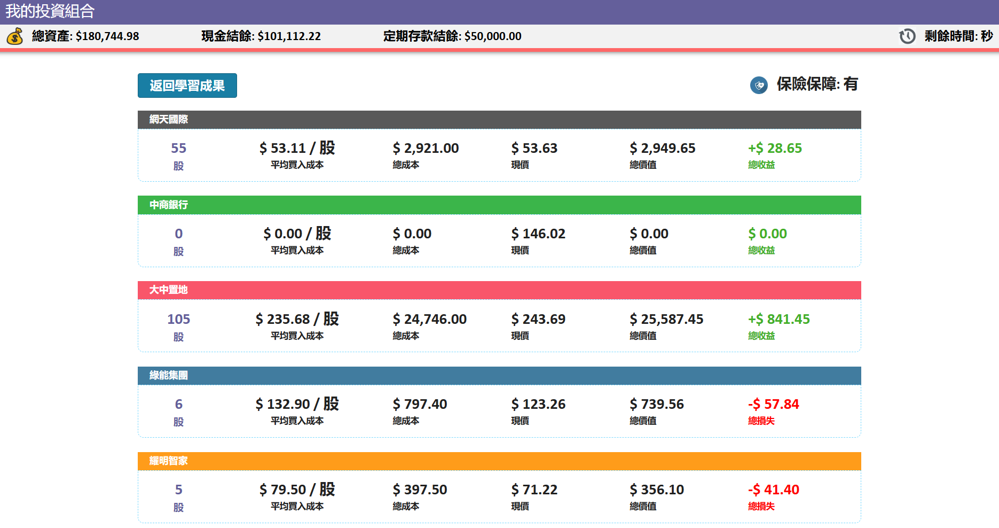 我的投資組合
總資產: $180,744.98 現金結餘: $101,112.22 定期存款結餘: $50,000.00 剩餘時間: 秒
返回學習成果 保險保障: 有
網天國際
55 $ 53.11 / 股 $ 2,921.00 $ 53.63 $ 2,949.65 +$ 28.65
股 平均買入成本 總成本 現價 總價值 總收益
中商銀行
0 $ 0.00 / 股 $ 0.00 $ 146.02 $ 0.00 $ 0.00
股 平均買入成本 總成本 現價 總價值 總收益
大中置地
105 $ 235.68 / 股 $ 24,746.00 $ 243.69 $ 25,587.45 +$ 841.45
股 平均買入成本 總成本 現價 總價值 總收益
綠能集團
6 $ 132.90 / 股 $ 797.40 $ 123.26 $ 739.56 -$ 57.84
股 平均買入成本 總成本 現價 總價值 總損失
耀明智家
5 $ 79.50 / 股 $ 397.50 $ 71.22 $ 356.10 -$ 41.40
股 平均買入成本 總成本 現價 總價值 總損失